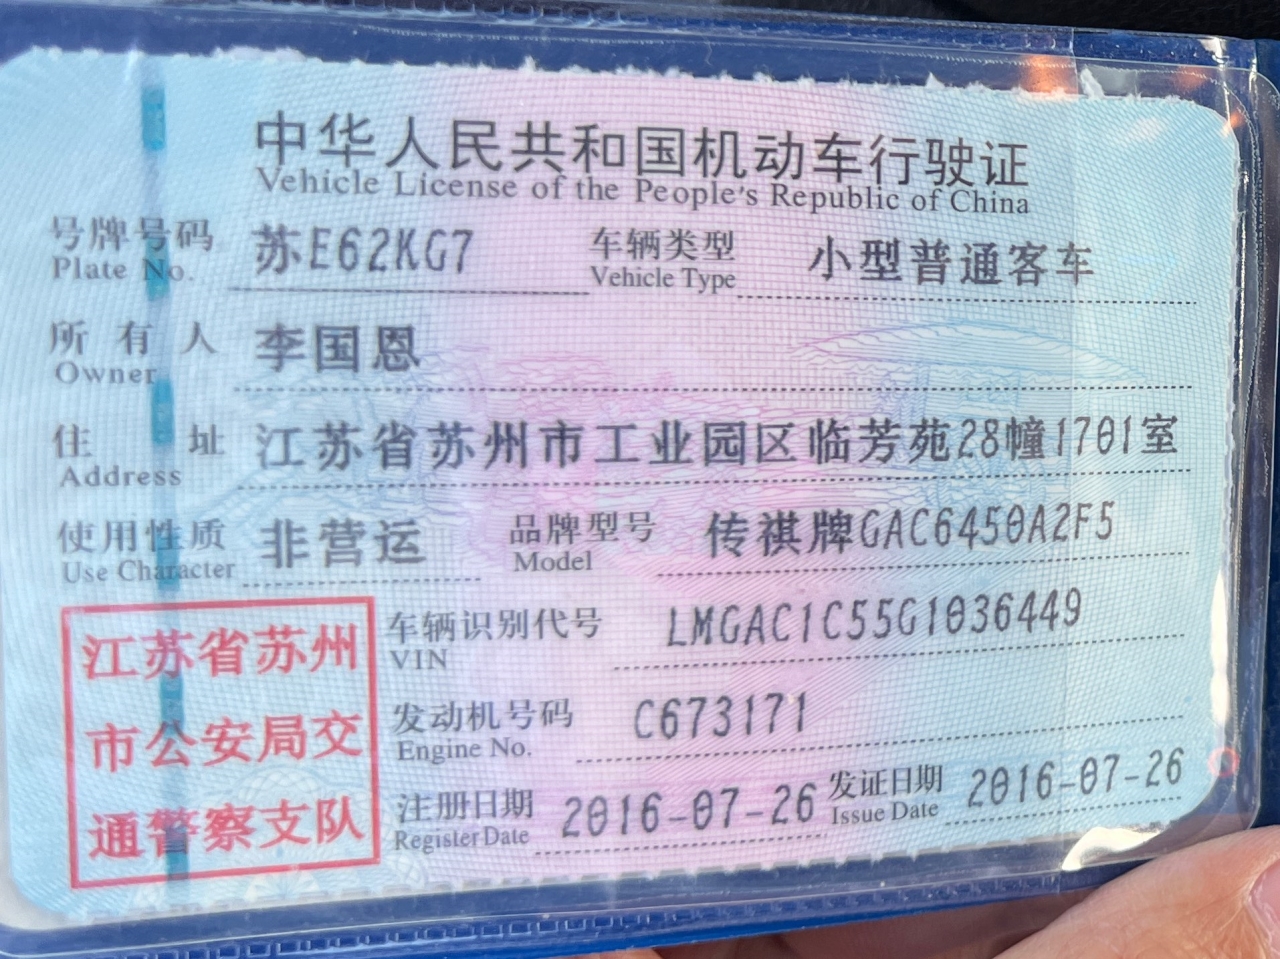 中华人民共和国机动车行驶证
Vehicle License of the People's Republic of China
号牌号码 苏E62KG7 车辆类型 小型普通客车
Plate No. Vehicle Type
所有人 李国恩
Owner
住址 江苏省苏州市工业园区临芳苑28幢1701室
Address
使用性质 非营运 品牌型号 传祺牌GAC6450A2F5
Use Character Model
江苏省苏州
市公安局交
通警察支队
车辆识别代号 LMGAC1C55G1036449
VIN
发动机号码 C673171
Engine No.
注册日期 2016-07-26 发证日期 2016-07-26
Register Date Issue Date